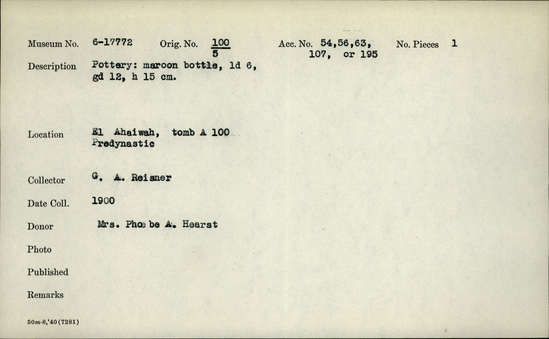 Museum No. 6-17772 Orig. No. 100/5 Acc. No. 54,56,63, No. Pieces 1
107, or 195
Description Pottery: maroon bottle, ld 6,
gd 12, h 15 cm.
Location El Ahaiwah, tomb A 100
Predynastic
Collector G. A. Reisner
Date Coll. 1900
Donor Mrs. Phoebe A. Hearst
Photo
Published
Remarks
50m-8,'40(7281)